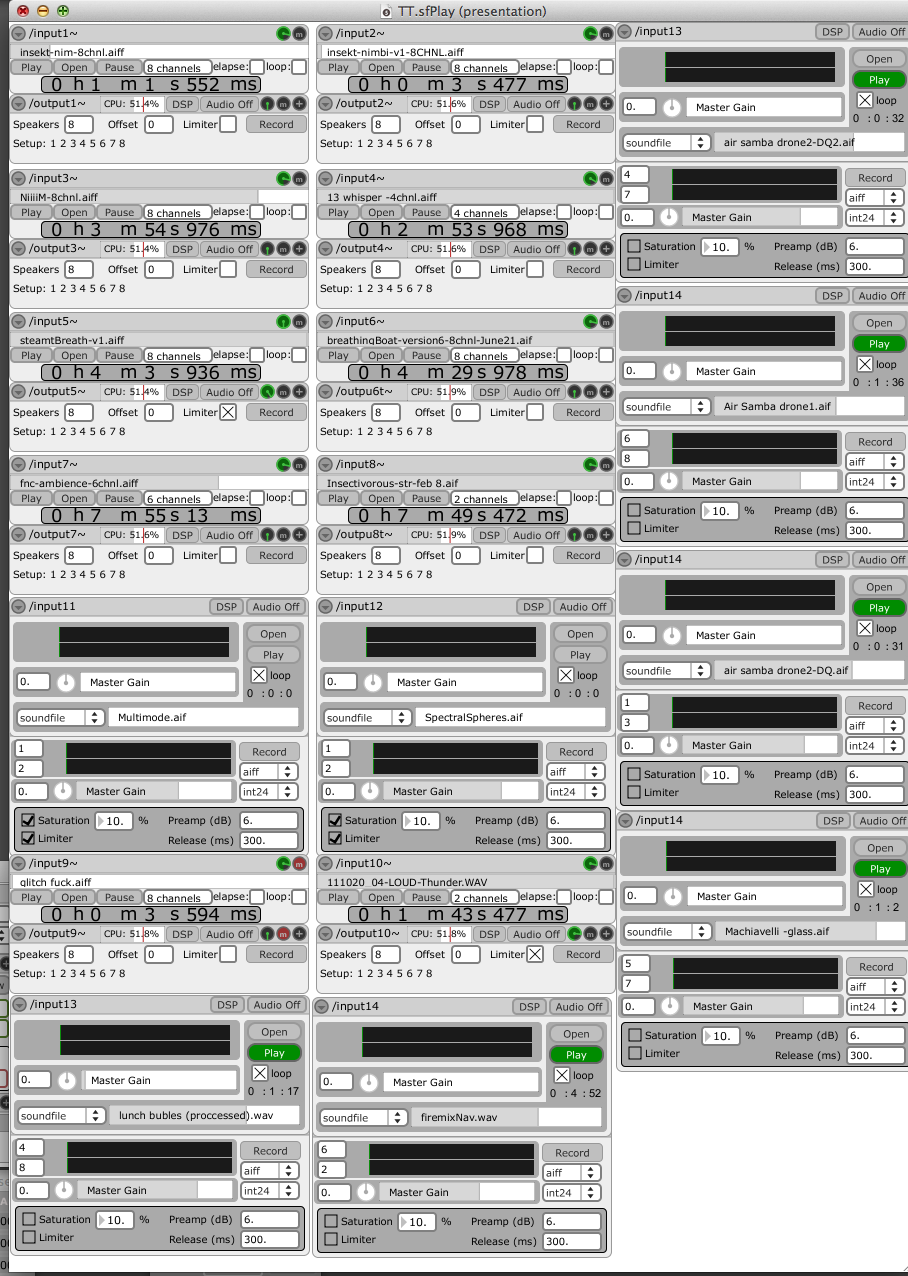 TT.sfPlay (presentation)
/input1~
insekt-nim-8chnl.aiff
Play Open Pause 8 channels elapse: loop:
0 h 1 m 1 s 552 ms
/output1~ CPU: 51.4% DSP Audio Off m +
Speakers 8 Offset 0 Limiter Record
Setup: 1 2 3 4 5 6 7 8
/input2~
insekt-nimbi-v1-8CHNL.aiff
Play Open Pause 8 channels elapse: loop:
0 h 0 m 3 s 477 ms
/output2~ CPU: 51.6% DSP Audio Off m +
Speakers 8 Offset 0 Limiter Record
Setup: 1 2 3 4 5 6 7 8
/input3~
NiiiiM-8chnl.aiff
Play Open Pause 8 channels elapse: loop:
0 h 3 m 54 s 976 ms
/output3~ CPU: 51.4% DSP Audio Off m +
Speakers 8 Offset 0 Limiter Record
Setup: 1 2 3 4 5 6 7 8
/input4~
13 whisper -4chnl.aiff
Play Open Pause 4 channels elapse: loop:
0 h 2 m 53 s 968 ms
/output4~ CPU: 51.6% DSP Audio Off m +
Speakers 8 Offset 0 Limiter Record
Setup: 1 2 3 4 5 6 7 8
/input5~
steamtBreath-v1.aiff
Play Open Pause 8 channels elapse: loop:
0 h 4 m 3 s 936 ms
/output5~ CPU: 51.4% DSP Audio Off m +
Speakers 8 Offset 0 Limiter Record
Setup: 1 2 3 4 5 6 7 8
/input6~
breathingBoat-version6-8chnl-June21.aif
Play Open Pause 8 channels elapse: loop:
0 h 4 m 29 s 978 ms
/outpu6t~ CPU: 51.9% DSP Audio Off m +
Speakers 8 Offset 0 Limiter Record
Setup: 1 2 3 4 5 6 7 8
/input7~
fnc-ambience-6chnl.aiff
Play Open Pause 6 channels elapse: loop:
0 h 7 m 55 s 13 ms
/output7~ CPU: 51.6% DSP Audio Off m +
Speakers 8 Offset 0 Limiter Record
Setup: 1 2 3 4 5 6 7 8
/input8~
Insectivorous-str-feb 8.aif
Play Open Pause 2 channels elapse: loop:
0 h 7 m 49 s 472 ms
/outpu8t~ CPU: 51.9% DSP Audio Off m +
Speakers 8 Offset 0 Limiter Record
Setup: 1 2 3 4 5 6 7 8
/input11 DSP Audio Off
Open
Play
loop
0. Master Gain 0 : 0 : 0
soundfile Multimode.aif
1 Record
2 aiff
0. Master Gain int24
Saturation 10. % Preamp (dB) 6.
Limiter Release (ms) 300.
/input12 DSP Audio Off
Open
Play
loop
0. Master Gain 0 : 0 : 0
soundfile SpectralSpheres.aif
1 Record
2 aiff
0. Master Gain int24
Saturation 10. % Preamp (dB) 6.
Limiter Release (ms) 300.
/input9~ m
glitch fuck.aiff
Play Open Pause 8 channels elapse: loop:
0 h 0 m 3 s 594 ms
/output9~ CPU: 51.8% DSP Audio Off m +
Speakers 8 Offset 0 Limiter Record
Setup: 1 2 3 4 5 6 7 8
/input10~ m
111020_04-LOUD-Thunder.WAV
Play Open Pause 2 channels elapse: loop:
0 h 1 m 43 s 477 ms
/output10~ CPU: 51.8% DSP Audio Off m +
Speakers 8 Offset 0 Limiter Record
Setup: 1 2 3 4 5 6 7 8
/input13 DSP Audio Off
Open
Play
loop
0. Master Gain 0 : 1 : 17
soundfile lunch bubles (proccessed).wav
4 Record
8 aiff
0. Master Gain int24
Saturation 10. % Preamp (dB) 6.
Limiter Release (ms) 300.
/input14 DSP Audio Off
Open
Play
loop
0. Master Gain 0 : 4 : 52
soundfile firemixNav.wav
6 Record
2 aiff
0. Master Gain int24
Saturation 10. % Preamp (dB) 6.
Limiter Release (ms) 300.
/input13 DSP Audio Off
Open
Play
loop
0. Master Gain 0 : 0 : 32
soundfile air samba drone2-DQ2.aif
4 Record
7 aiff
0. Master Gain int24
Saturation 10. % Preamp (dB) 6.
Limiter Release (ms) 300.
/input14 DSP Audio Off
Open
Play
loop
0. Master Gain 0 : 1 : 36
soundfile Air Samba drone1.aif
6 Record
8 aiff
0. Master Gain int24
Saturation 10. % Preamp (dB) 6.
Limiter Release (ms) 300.
/input14 DSP Audio Off
Open
Play
loop
0. Master Gain 0 : 0 : 31
soundfile air samba drone2-DQ.aif
1 Record
3 aiff
0. Master Gain int24
Saturation 10. % Preamp (dB) 6.
Limiter Release (ms) 300.
/input14 DSP Audio Off
Open
Play
loop
0. Master Gain 0 : 1 : 2
soundfile Machiavelli -glass.aif
5 Record
7 aiff
0. Master Gain int24
Saturation 10. % Preamp (dB) 6.
Limiter Release (ms) 300.